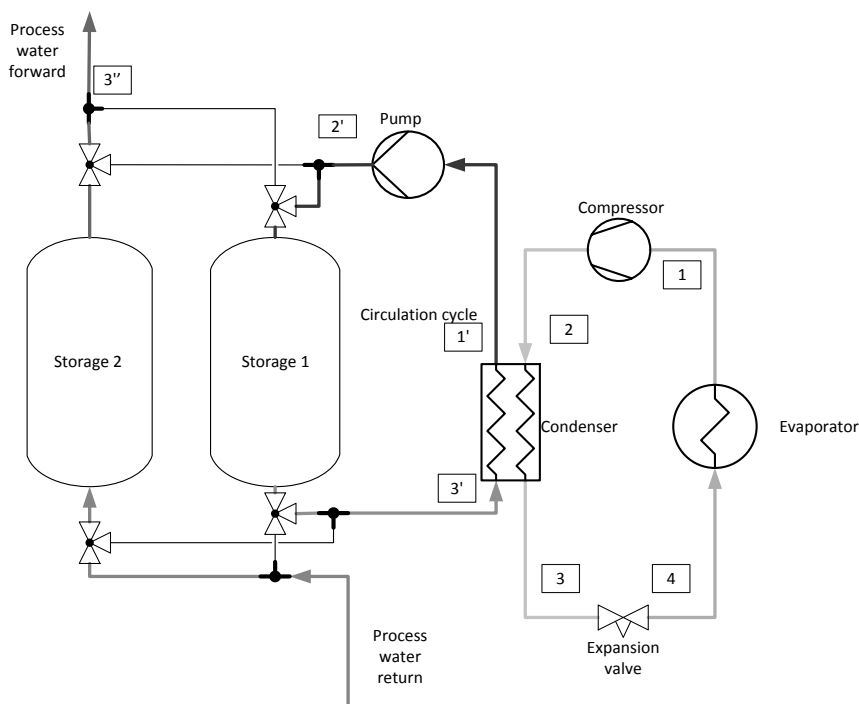 Process
water
forward
3''
2'
Pump
Compressor
1
Circulation cycle
1'
2
Storage 2
Storage 1
Condenser
Evaporator
3'
3
4
Expansion
valve
Process
water
return